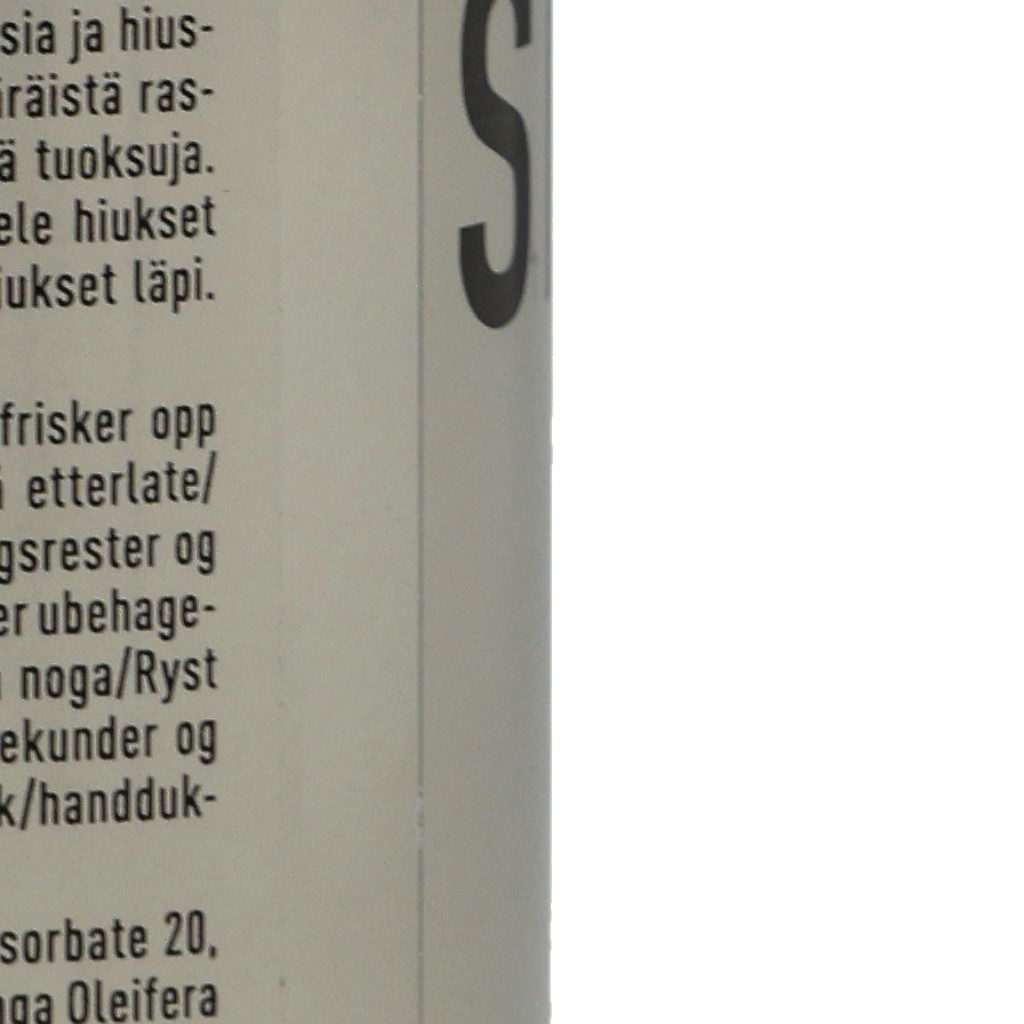 sia ja hius-
räistä ras-
ä tuoksuja.
ele hiukset
iukset läpi.
frisker opp
etterlate/
gsrester og
er ubehage-
noga/Ryst
ekunder og
k/handduk-
sorbate 20,
nga Oleifera
S